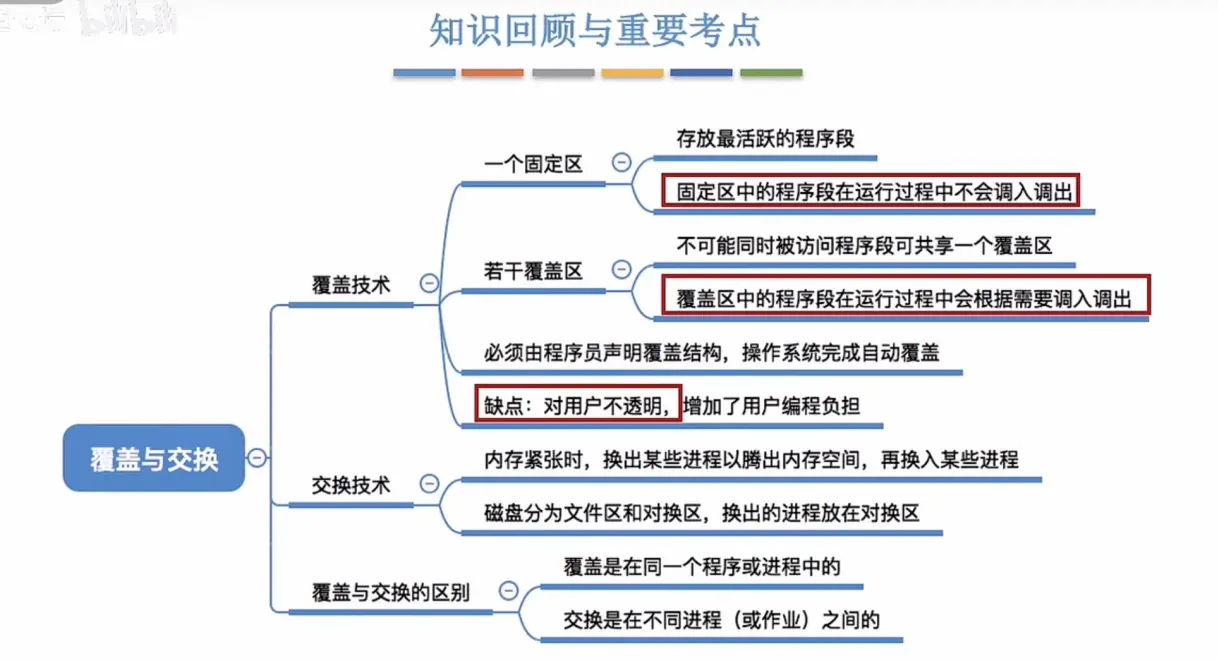 知识回顾与重要考点
存放最活跃的程序段
一个固定区
固定区中的程序段在运行过程中不会调入调出
不可能同时被访问程序段可共享一个覆盖区
若干覆盖区
覆盖技术
覆盖区中的程序段在运行过程中会根据需要调入调出
必须由程序员声明覆盖结构，操作系统完成自动覆盖
缺点：对用户不透明，增加了用户编程负担
覆盖与交换
内存紧张时，换出某些进程以腾出内存空间，再换入某些进程
交换技术
磁盘分为文件区和对换区，换出的进程放在对换区
覆盖是在同一个程序或进程中的
覆盖与交换的区别
交换是在不同进程（或作业）之间的